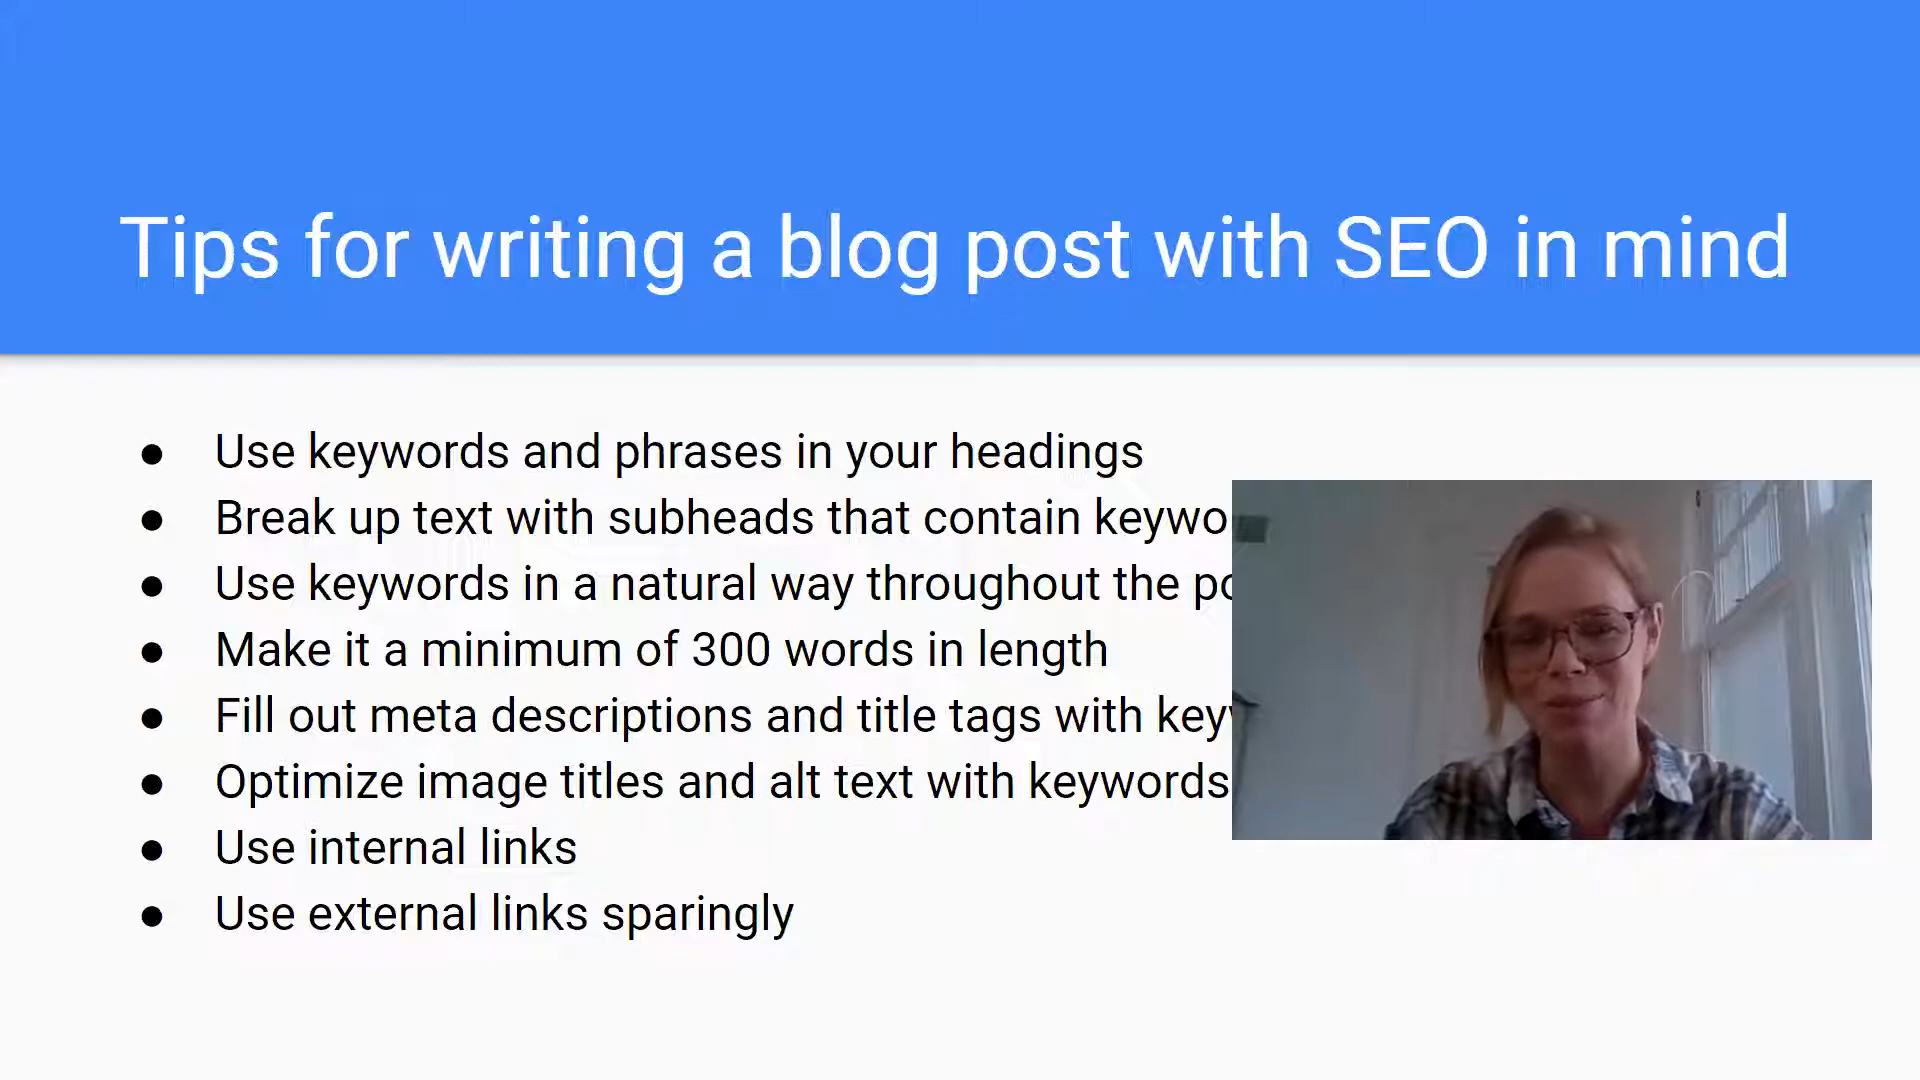 Tips for writing a blog post with SEO in mind
● Use keywords and phrases in your headings
● Break up text with subheads that contain
● Use keywords in a natural way throughout the
● Make it a minimum of 300 words in length
● Fill out meta descriptions and title tags with
● Optimize image titles and alt text with keywords
● Use internal links
● Use external links sparingly